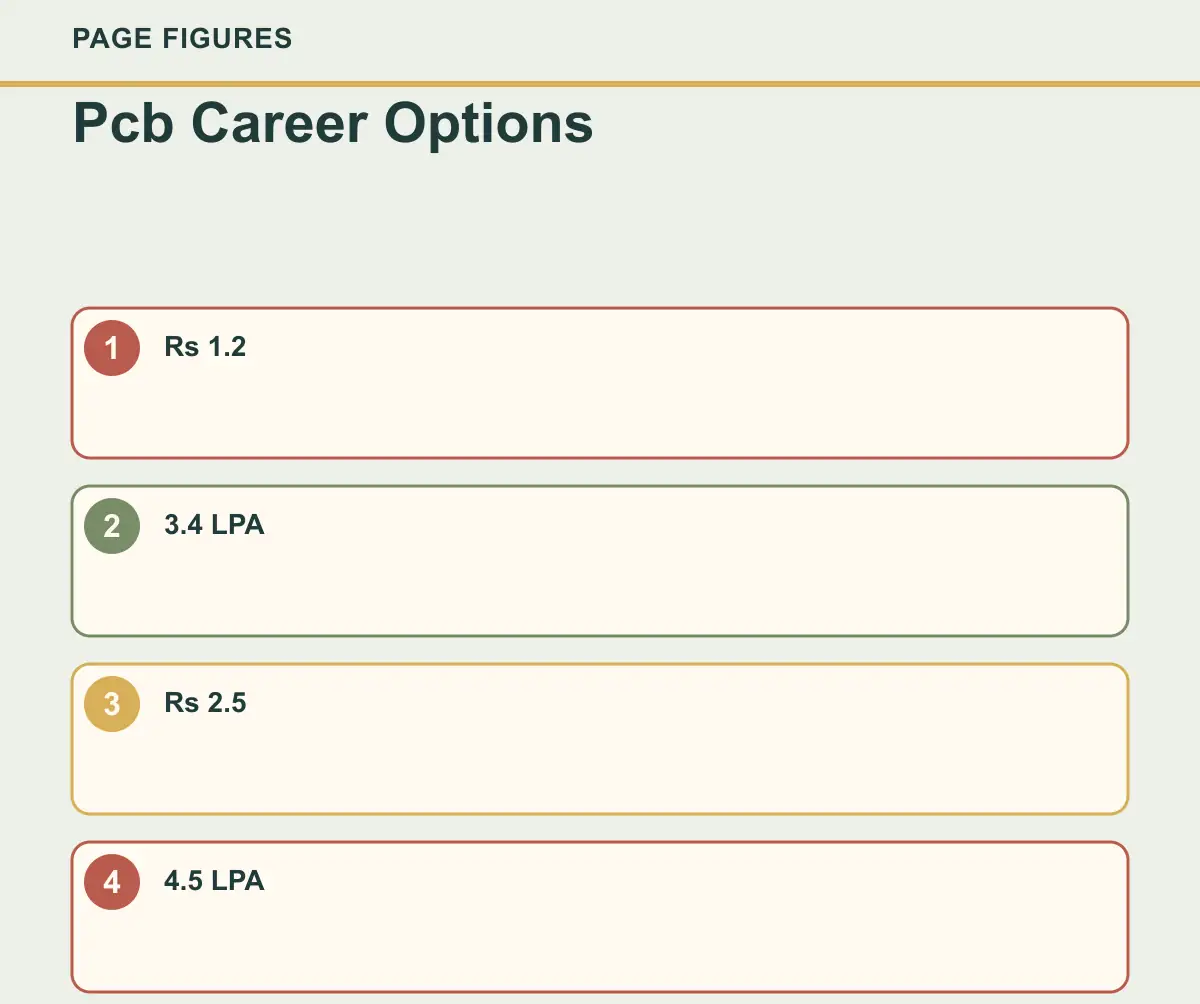 PAGE FIGURES
Pcb Career Options
1 Rs 1.2
2 3.4 LPA
3 Rs 2.5
4 4.5 LPA